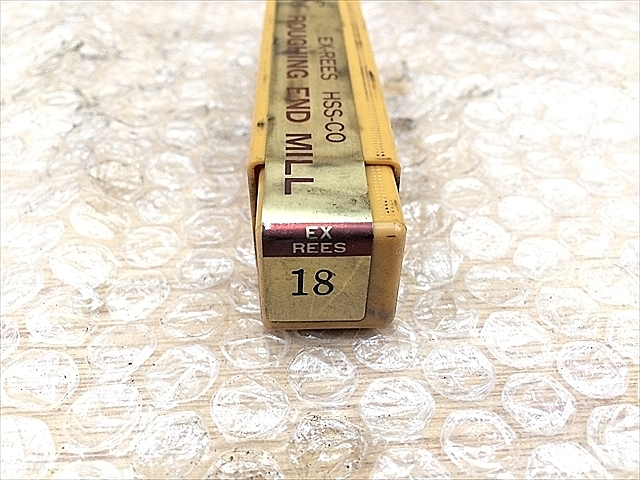 EX-REES HSS-CO
ROUGHING END MILL
EX
REES
18